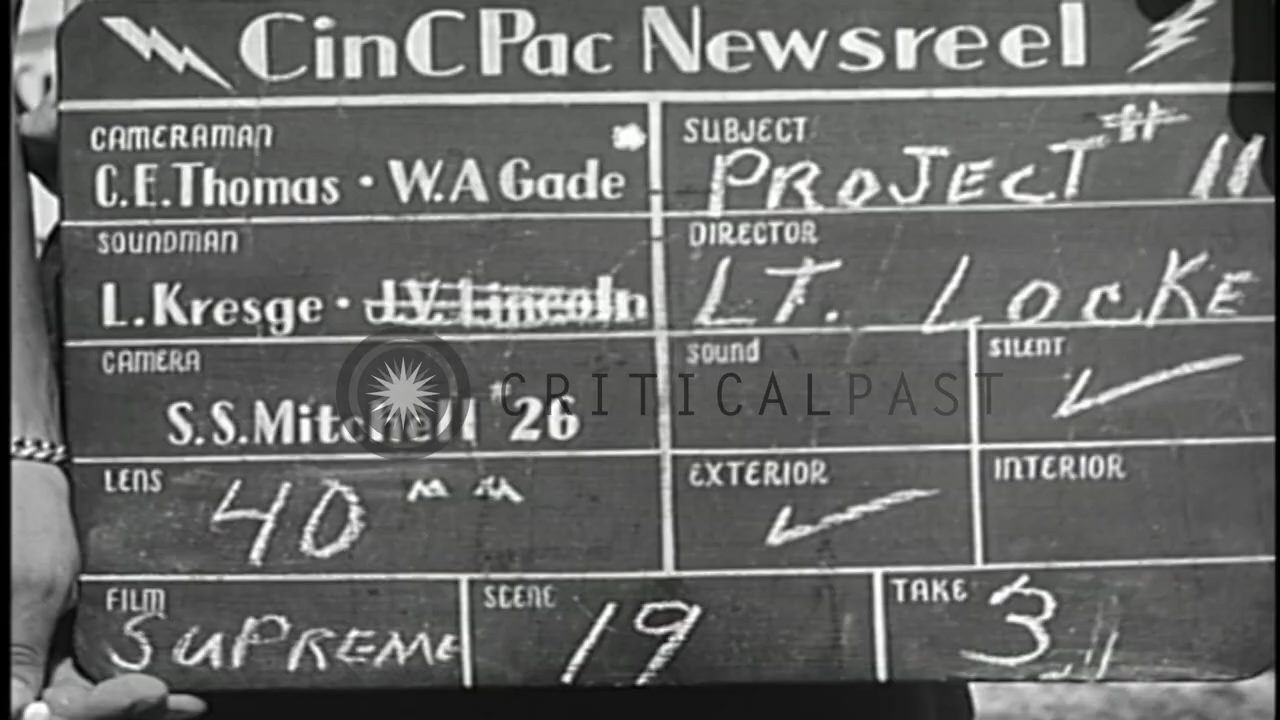 CinCPac Newsreel
CAMERAMAN
C.E.Thomas · W.A Gade
SUBJECT
PROJECT # 11
SOUNDMAN
L.Kresge · J.V. Lincoln
DIRECTOR
LT. LOCKE
CAMERA
S.S.Mitchell 26
SOUND
SILENT
✓
CRITICALPAST
LENS
40 MM
EXTERIOR
✓
INTERIOR
FILM
SUPREME
SCENE
19
TAKE
3